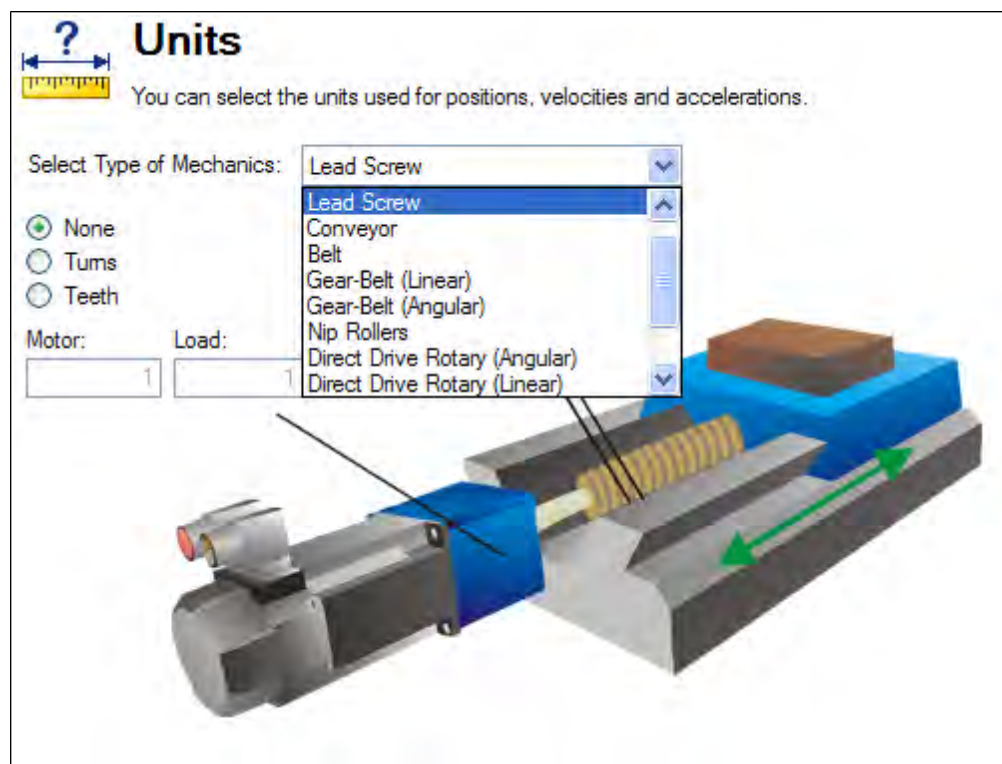 ?
Units
You can select the units used for positions, velocities and accelerations.
Select Type of Mechanics: Lead Screw
Lead Screw
Conveyor
Belt
Gear-Belt (Linear)
Gear-Belt (Angular)
Nip Rollers
Direct Drive Rotary (Angular)
Direct Drive Rotary (Linear)
None
Turns
Teeth
Motor: Load:
1 1